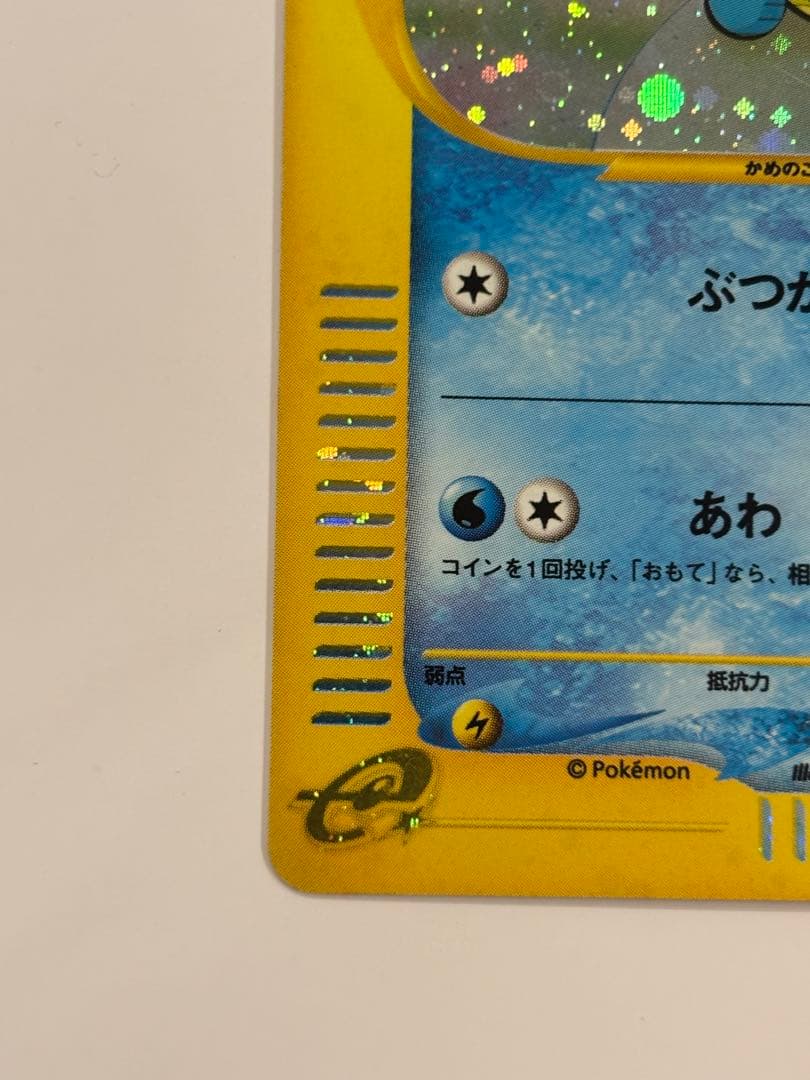 かめのこ
ぶつか
あわ
コインを1回投げ、「おもて」なら、相
弱点 抵抗力
© Pokémon Ill